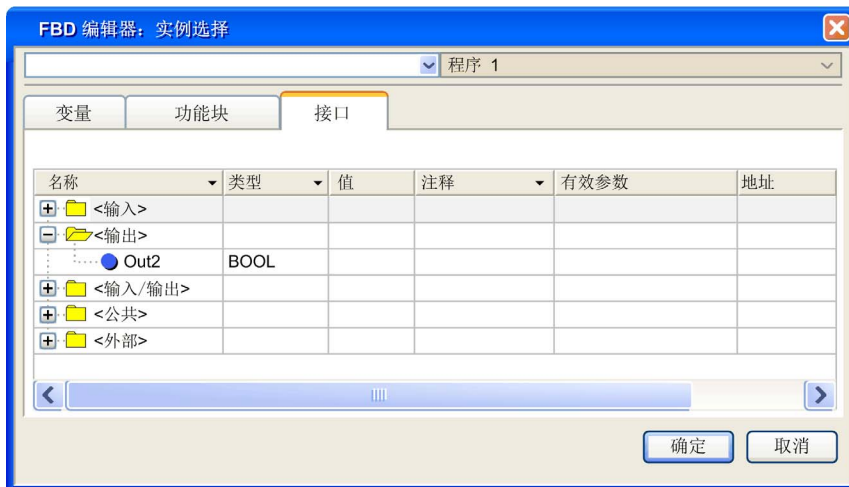 FBD 编辑器：实例选择
程序 1
变量 功能块 接口
名称 类型 值 注释 有效参数 地址
<输入>
<输出>
Out2 BOOL
<输入/输出>
<公共>
<外部>
确定 取消